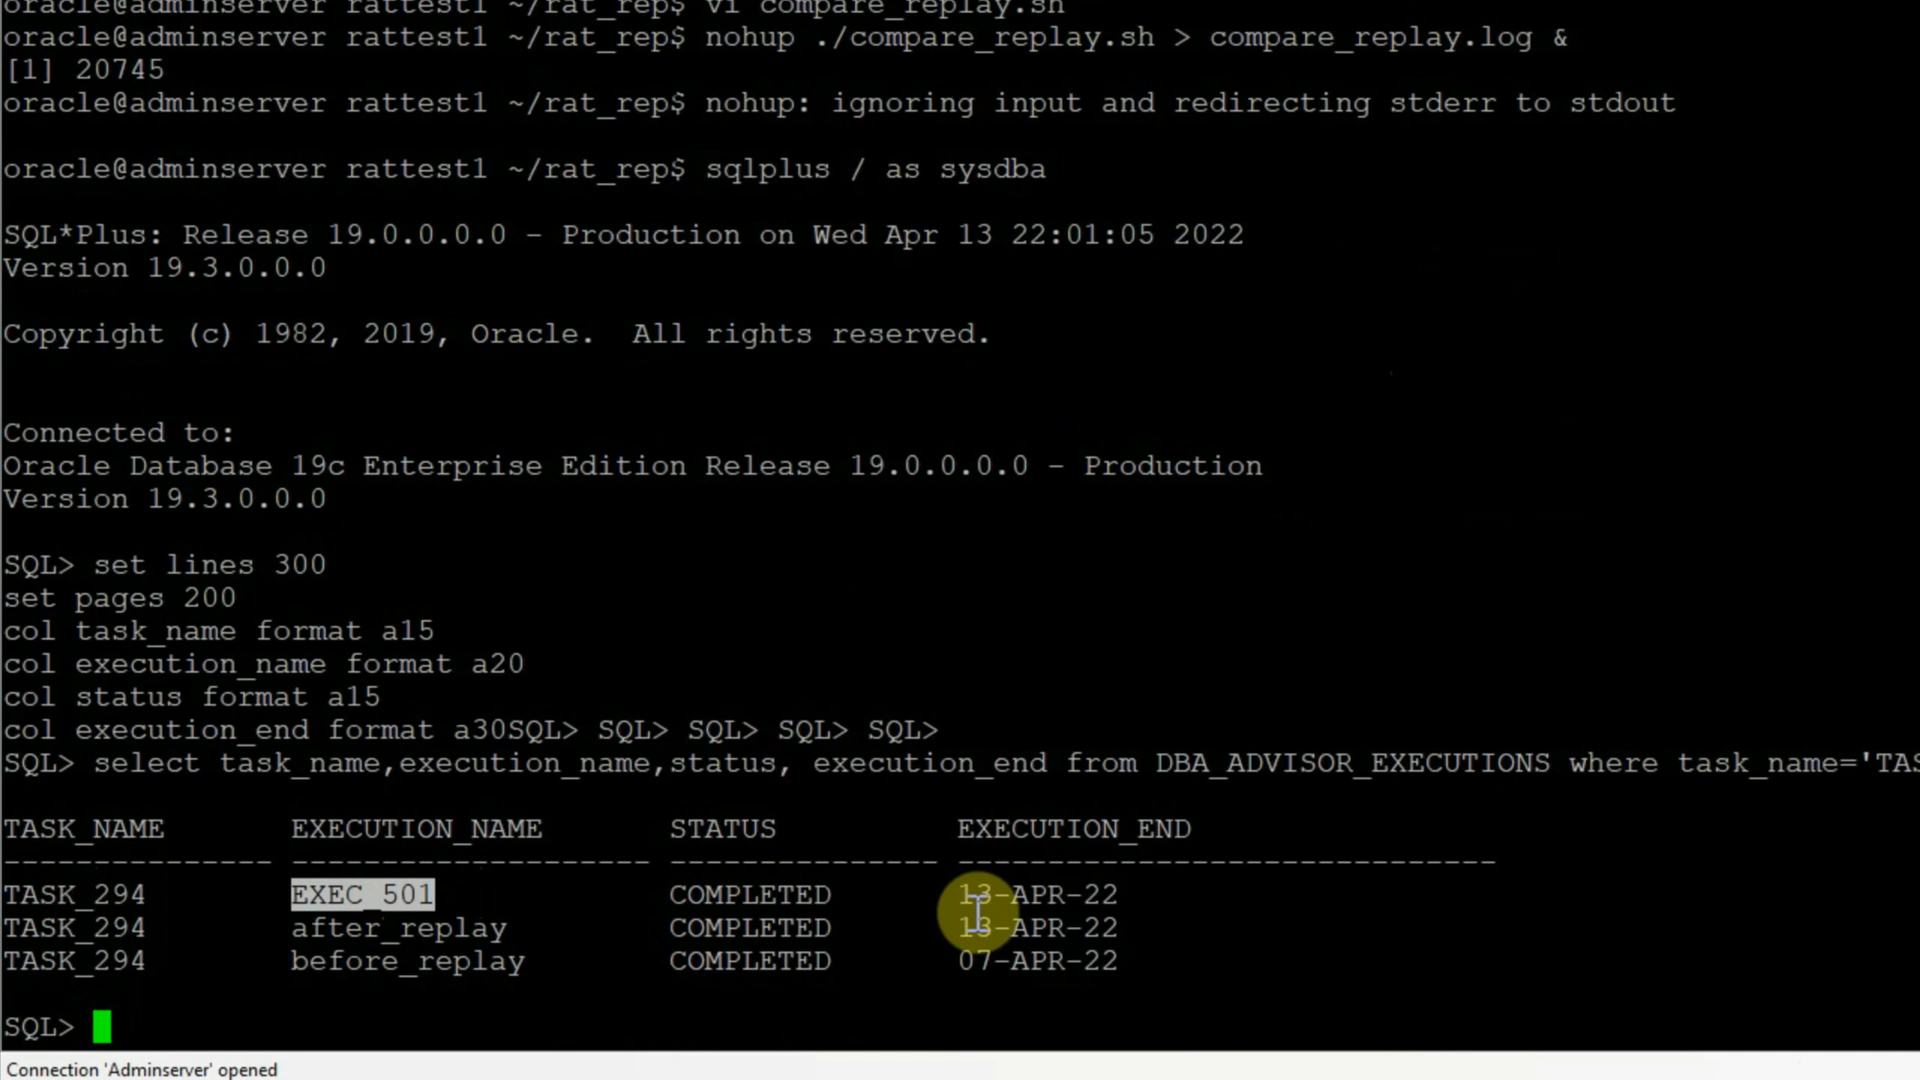 oracle@adminserver rattest1 ~/rat_rep$ vi compare_replay.sh
oracle@adminserver rattest1 ~/rat_rep$ nohup ./compare_replay.sh > compare_replay.log &
[1] 20745
oracle@adminserver rattest1 ~/rat_rep$ nohup: ignoring input and redirecting stderr to stdout
oracle@adminserver rattest1 ~/rat_rep$ sqlplus / as sysdba
SQL*Plus: Release 19.0.0.0.0 - Production on Wed Apr 13 22:01:05 2022
Version 19.3.0.0.0
Copyright (c) 1982, 2019, Oracle.  All rights reserved.
Connected to:
Oracle Database 19c Enterprise Edition Release 19.0.0.0.0 - Production
Version 19.3.0.0.0
SQL> set lines 300
set pages 200
col task_name format a15
col execution_name format a20
col status format a15
col execution_end format a30SQL> SQL> SQL> SQL> SQL>
SQL> select task_name,execution_name,status, execution_end from DBA_ADVISOR_EXECUTIONS where task_name='TAS
TASK_NAME       EXECUTION_NAME       STATUS          EXECUTION_END
--------------- -------------------- --------------- ------------------------------
TASK_294        EXEC_501             COMPLETED       13-APR-22
TASK_294        after_replay         COMPLETED       13-APR-22
TASK_294        before_replay        COMPLETED       07-APR-22
SQL>
Connection 'Adminserver' opened